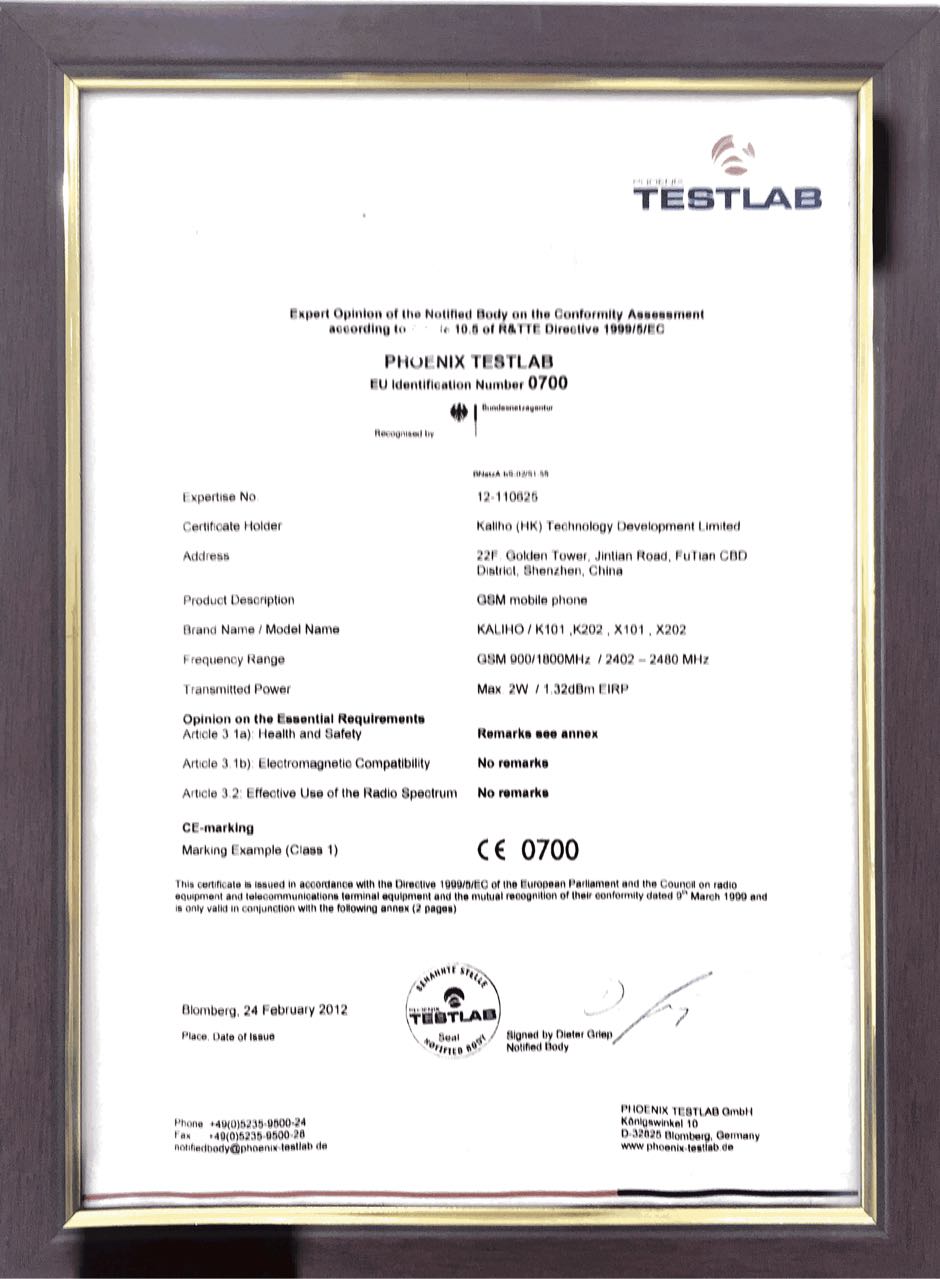 PHOENIX
TESTLAB
Expert Opinion of the Notified Body on the Conformity Assessment
according to 10.5 of R&TTE Directive 1999/5/EC
PHOENIX TESTLAB
EU Identification Number 0700
Bundesnetzagentur
Recognised by
Expertise No. 12-110625
Certificate Holder Kaliho (HK) Technology Development Limited
Address 22F. Golden Tower, Jintian Road, FuTian CBD
District, Shenzhen, China
Product Description GSM mobile phone
Brand Name / Model Name KALIHO / K101 ,K202 , X101 , X202
Frequency Range GSM 900/1800MHz / 2402 – 2480 MHz
Transmitted Power Max 2W / 1.32dBm EIRP
Opinion on the Essential Requirements
Article 3.1a): Health and Safety Remarks see annex
Article 3.1b): Electromagnetic Compatibility No remarks
Article 3.2: Effective Use of the Radio Spectrum No remarks
CE-marking
Marking Example (Class 1) CE 0700
This certificate is issued in accordance with the Directive 1999/5/EC of the European Parliament and the Council on radio
equipment and telecommunications terminal equipment and the mutual recognition of their conformity dated 9th March 1999 and
is only valid in conjunction with the following annex (2 pages)
BENANNTE STELLE
PHOENIX
TESTLAB
Seal
NOTIFIED BODY
Blomberg, 24 February 2012
Place, Date of Issue
Signed by Dieter Griep
Notified Body
Phone +49(0)5235-9500-24
Fax +49(0)5235-9500-28
notifiedbody@phoenix-testlab.de
PHOENIX TESTLAB GmbH
Königswinkel 10
D-32825 Blomberg, Germany
www.phoenix-testlab.de